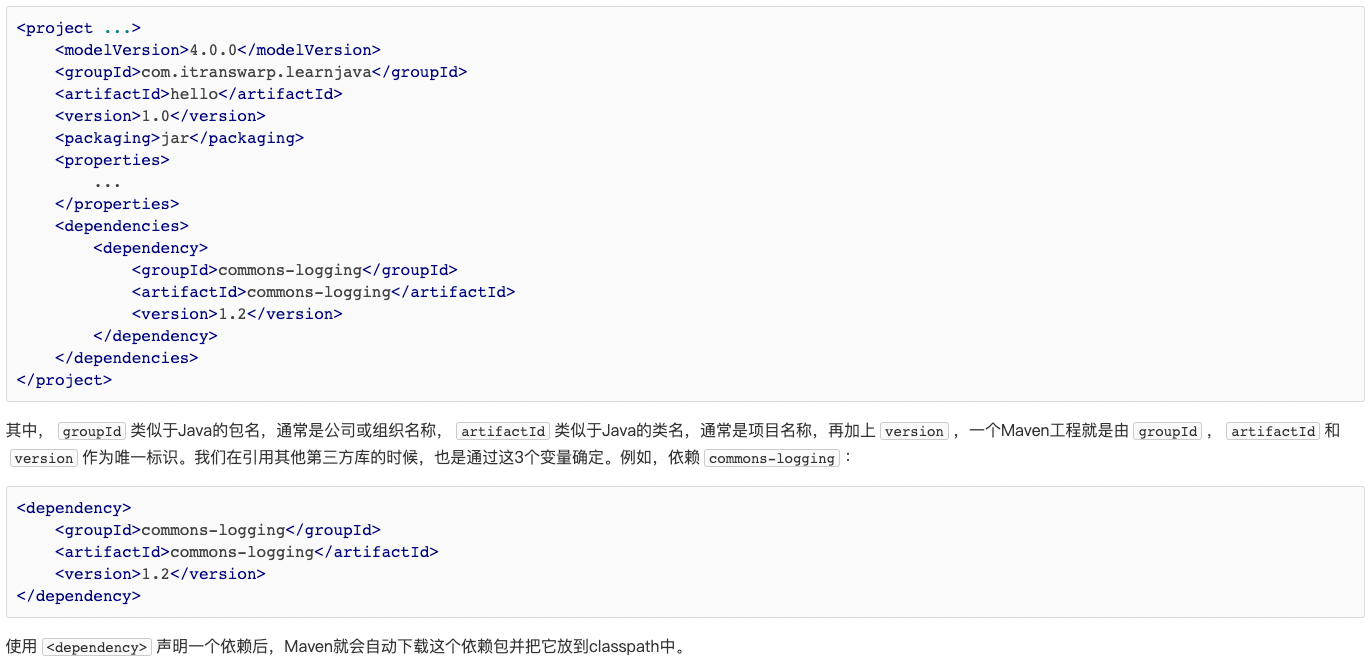 <project ...>
    <modelVersion>4.0.0</modelVersion>
    <groupId>com.itranswarp.learnjava</groupId>
    <artifactId>hello</artifactId>
    <version>1.0</version>
    <packaging>jar</packaging>
    <properties>
        ...
    </properties>
    <dependencies>
        <dependency>
            <groupId>commons-logging</groupId>
            <artifactId>commons-logging</artifactId>
            <version>1.2</version>
        </dependency>
    </dependencies>
</project>
其中， groupId 类似于Java的包名，通常是公司或组织名称， artifactId 类似于Java的类名，通常是项目名称，再加上 version ，一个Maven工程就是由 groupId ， artifactId 和
version 作为唯一标识。我们在引用其他第三方库的时候，也是通过这3个变量确定。例如，依赖 commons-logging ：
<dependency>
    <groupId>commons-logging</groupId>
    <artifactId>commons-logging</artifactId>
    <version>1.2</version>
</dependency>
使用 <dependency> 声明一个依赖后，Maven就会自动下载这个依赖包并把它放到classpath中。